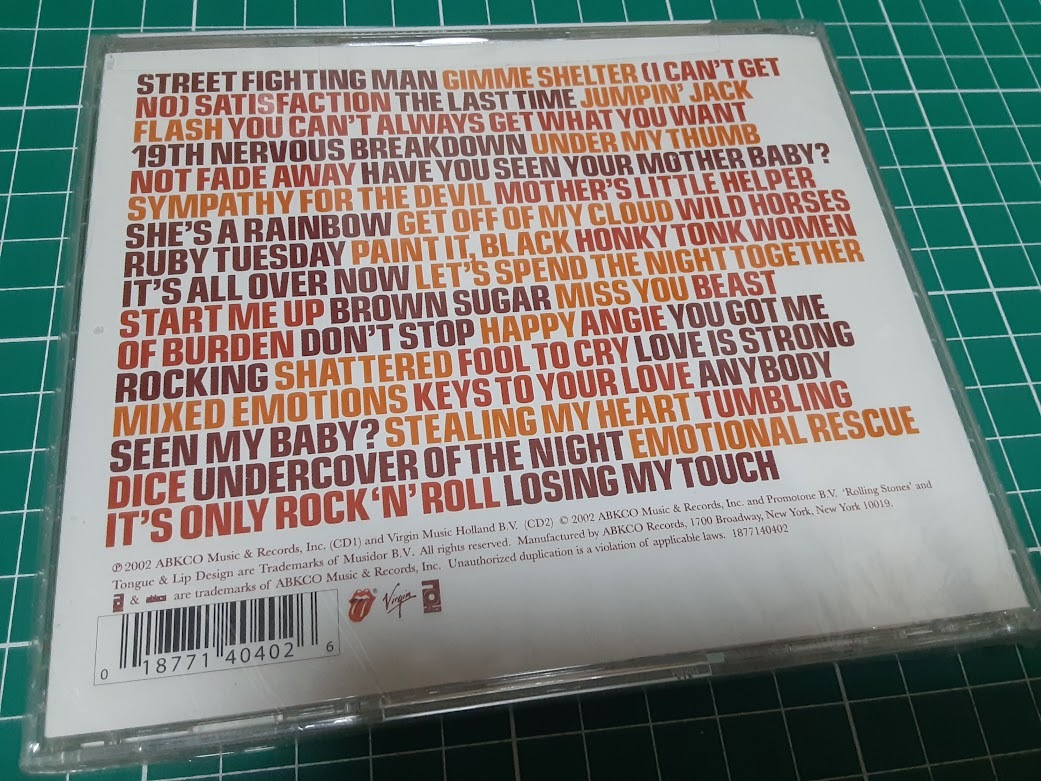 STREET FIGHTING MAN GIMME SHELTER (I CAN'T GET
NO) SATISFACTION THE LAST TIME JUMPIN' JACK
FLASH YOU CAN'T ALWAYS GET WHAT YOU WANT
19TH NERVOUS BREAKDOWN UNDER MY THUMB
NOT FADE AWAY HAVE YOU SEEN YOUR MOTHER BABY?
SYMPATHY FOR THE DEVIL MOTHER'S LITTLE HELPER
SHE'S A RAINBOW GET OFF OF MY CLOUD WILD HORSES
RUBY TUESDAY PAINT IT, BLACK HONKY TONK WOMEN
IT'S ALL OVER NOW LET'S SPEND THE NIGHT TOGETHER
START ME UP BROWN SUGAR MISS YOU BEAST
OF BURDEN DON'T STOP HAPPY ANGIE YOU GOT ME
ROCKING SHATTERED FOOL TO CRY LOVE IS STRONG
MIXED EMOTIONS KEYS TO YOUR LOVE ANYBODY
SEEN MY BABY? STEALING MY HEART TUMBLING
DICE UNDERCOVER OF THE NIGHT EMOTIONAL RESCUE
IT'S ONLY ROCK 'N' ROLL LOSING MY TOUCH
℗ 2002 ABKCO Music & Records, Inc. (CD1) and Virgin Music Holland B.V. (CD2) © 2002 ABKCO Music & Records, Inc. and Promotone B.V. 'Rolling Stones' and
Tongue & Lip Design are Trademarks of Musidor B.V. All rights reserved. Manufactured by ABKCO Records, 1700 Broadway, New York, New York 10019.
& abkco are trademarks of ABKCO Music & Records, Inc. Unauthorized duplication is a violation of applicable laws. 1877140402
Virgin
0 18771 40402 6